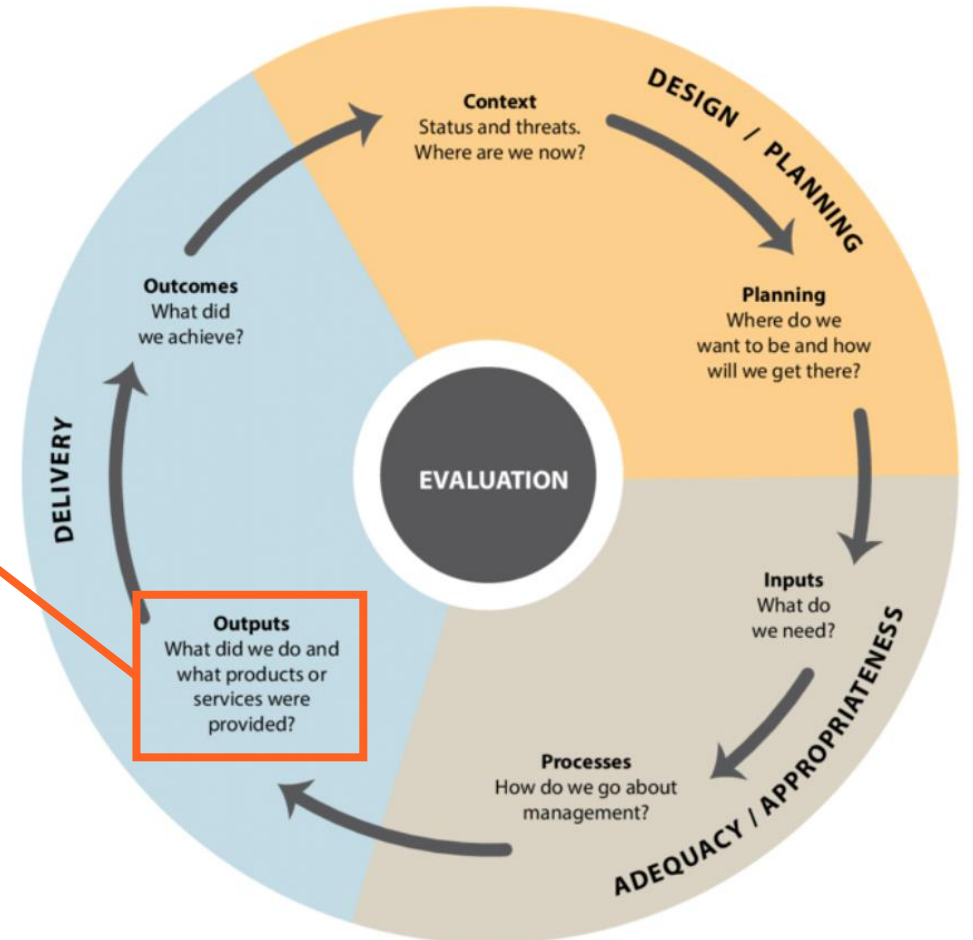 DESIGN / PLANNING
Context
Status and threats.
Where are we now?
Planning
Where do we
want to be and how
will we get there?
Inputs
What do
we need?
ADEQUACY / APPROPRIATENESS
Processes
How do we go about
management?
Outputs
What did we do and
what products or
services were
provided?
DELIVERY
Outcomes
What did
we achieve?
EVALUATION